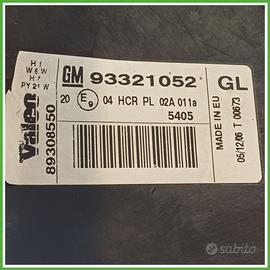 H1
W5W
H7
PY21W
Valeo
89308550
GM 93321052
20 E9 04 HCR PL 02A 011a
5405
GL
MADE IN EU
05/12/06 T 00673
subito